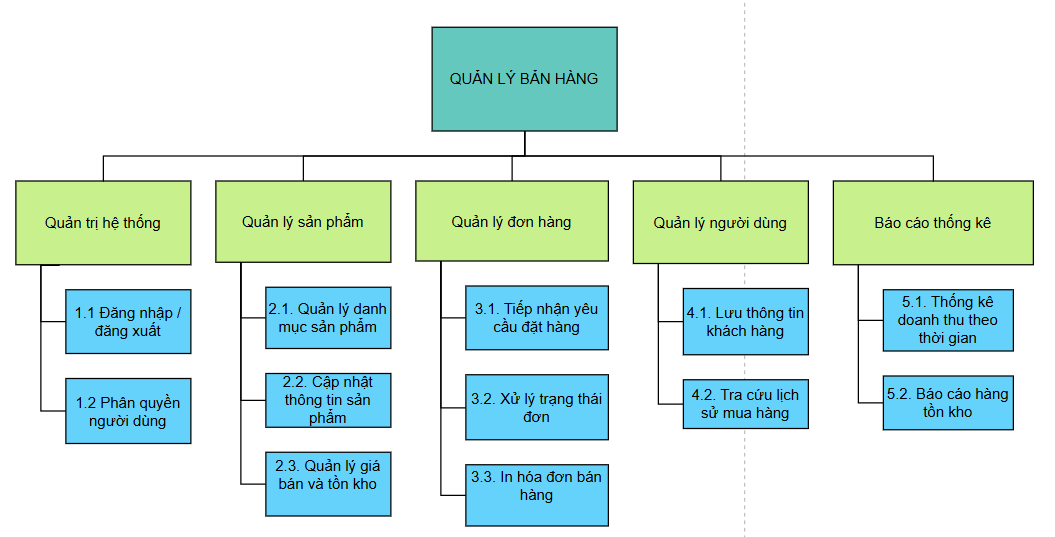 QUẢN LÝ BÁN HÀNG
Quản trị hệ thống
Quản lý sản phẩm
Quản lý đơn hàng
Quản lý người dùng
Báo cáo thống kê
1.1 Đăng nhập /
đăng xuất
1.2 Phân quyền
người dùng
2.1. Quản lý danh
mục sản phẩm
2.2. Cập nhật
thông tin sản
phẩm
2.3. Quản lý giá
bán và tồn kho
3.1. Tiếp nhận yêu
cầu đặt hàng
3.2. Xử lý trạng thái
đơn
3.3. In hóa đơn bán
hàng
4.1. Lưu thông tin
khách hàng
4.2. Tra cứu lịch
sử mua hàng
5.1. Thống kê
doanh thu theo
thời gian
5.2. Báo cáo hàng
tồn kho